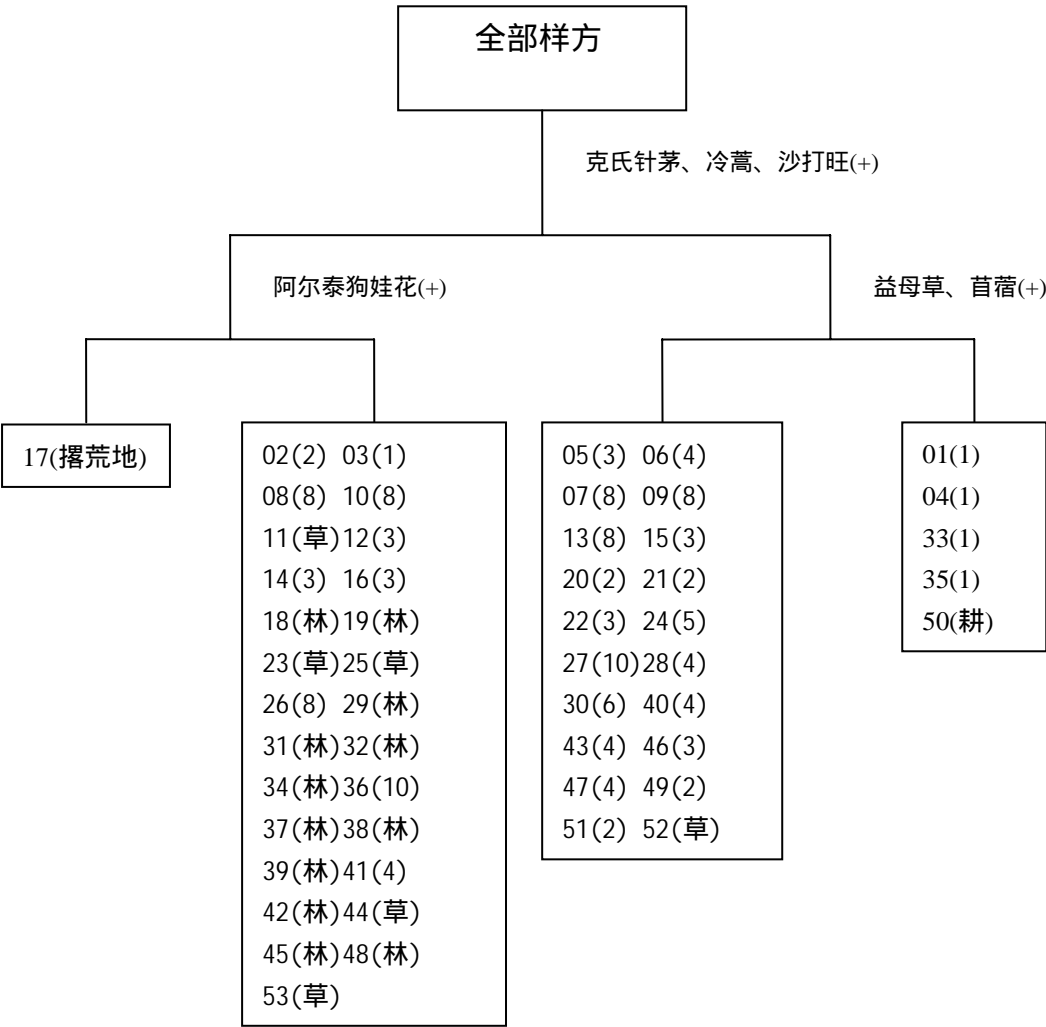 全部样方
克氏针茅、冷蒿、沙打旺(+)
阿尔泰狗娃花(+)
益母草、苜蓿(+)
17(撂荒地)
02(2) 03(1)
08(8) 10(8)
11(草)12(3)
14(3) 16(3)
18(林)19(林)
23(草)25(草)
26(8) 29(林)
31(林)32(林)
34(林)36(10)
37(林)38(林)
39(林)41(4)
42(林)44(草)
45(林)48(林)
53(草)
05(3) 06(4)
07(8) 09(8)
13(8) 15(3)
20(2) 21(2)
22(3) 24(5)
27(10)28(4)
30(6) 40(4)
43(4) 46(3)
47(4) 49(2)
51(2) 52(草)
01(1)
04(1)
33(1)
35(1)
50(耕)